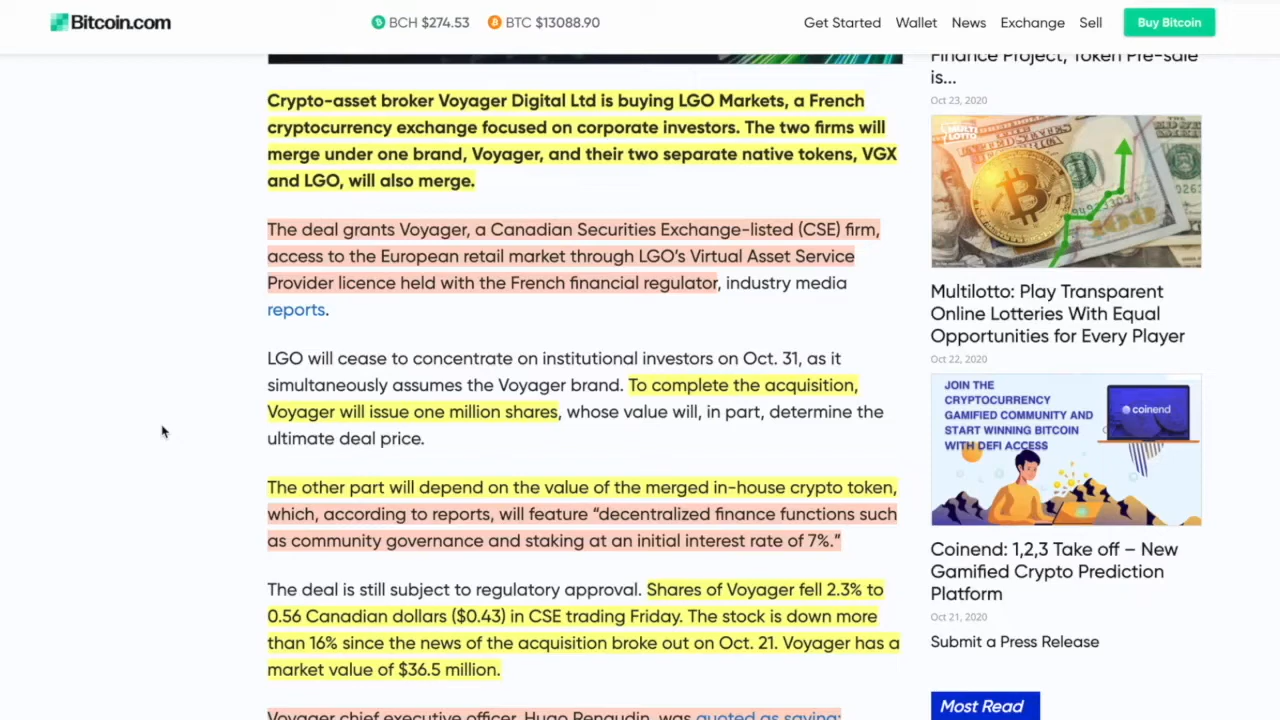 Bitcoin.com
BCH $274.53
BTC $13088.90
Get Started
Wallet
News
Exchange
Sell
Buy Bitcoin
Crypto-asset broker Voyager Digital Ltd is buying LGO Markets, a French
cryptocurrency exchange focused on corporate investors. The two firms will
merge under one brand, Voyager, and their two separate native tokens, VGX
and LGO, will also merge.
The deal grants Voyager, a Canadian Securities Exchange-listed (CSE) firm,
access to the European retail market through LGO's Virtual Asset Service
Provider licence held with the French financial regulator, industry media
reports.
LGO will cease to concentrate on institutional investors on Oct. 31, as it
simultaneously assumes the Voyager brand. To complete the acquisition,
Voyager will issue one million shares, whose value will, in part, determine the
ultimate deal price.
The other part will depend on the value of the merged in-house crypto token,
which, according to reports, will feature “decentralized finance functions such
as community governance and staking at an initial interest rate of 7%.”
The deal is still subject to regulatory approval. Shares of Voyager fell 2.3% to
0.56 Canadian dollars ($0.43) in CSE trading Friday. The stock is down more
than 16% since the news of the acquisition broke out on Oct. 21. Voyager has a
market value of $36.5 million.
Voyager chief executive officer, Hugo Renaudin, was quoted as saying:
Finance Project, Token Pre-sale
is...
Oct 23, 2020
MULTI
LOTTO
Multilotto: Play Transparent
Online Lotteries With Equal
Opportunities for Every Player
Oct 22, 2020
JOIN THE
CRYPTOCURRENCY
GAMIFIED COMMUNITY AND
START WINNING BITCOIN
WITH DEFI ACCESS
coinend
Coinend: 1,2,3 Take off – New
Gamified Crypto Prediction
Platform
Oct 21, 2020
Submit a Press Release
Most Read